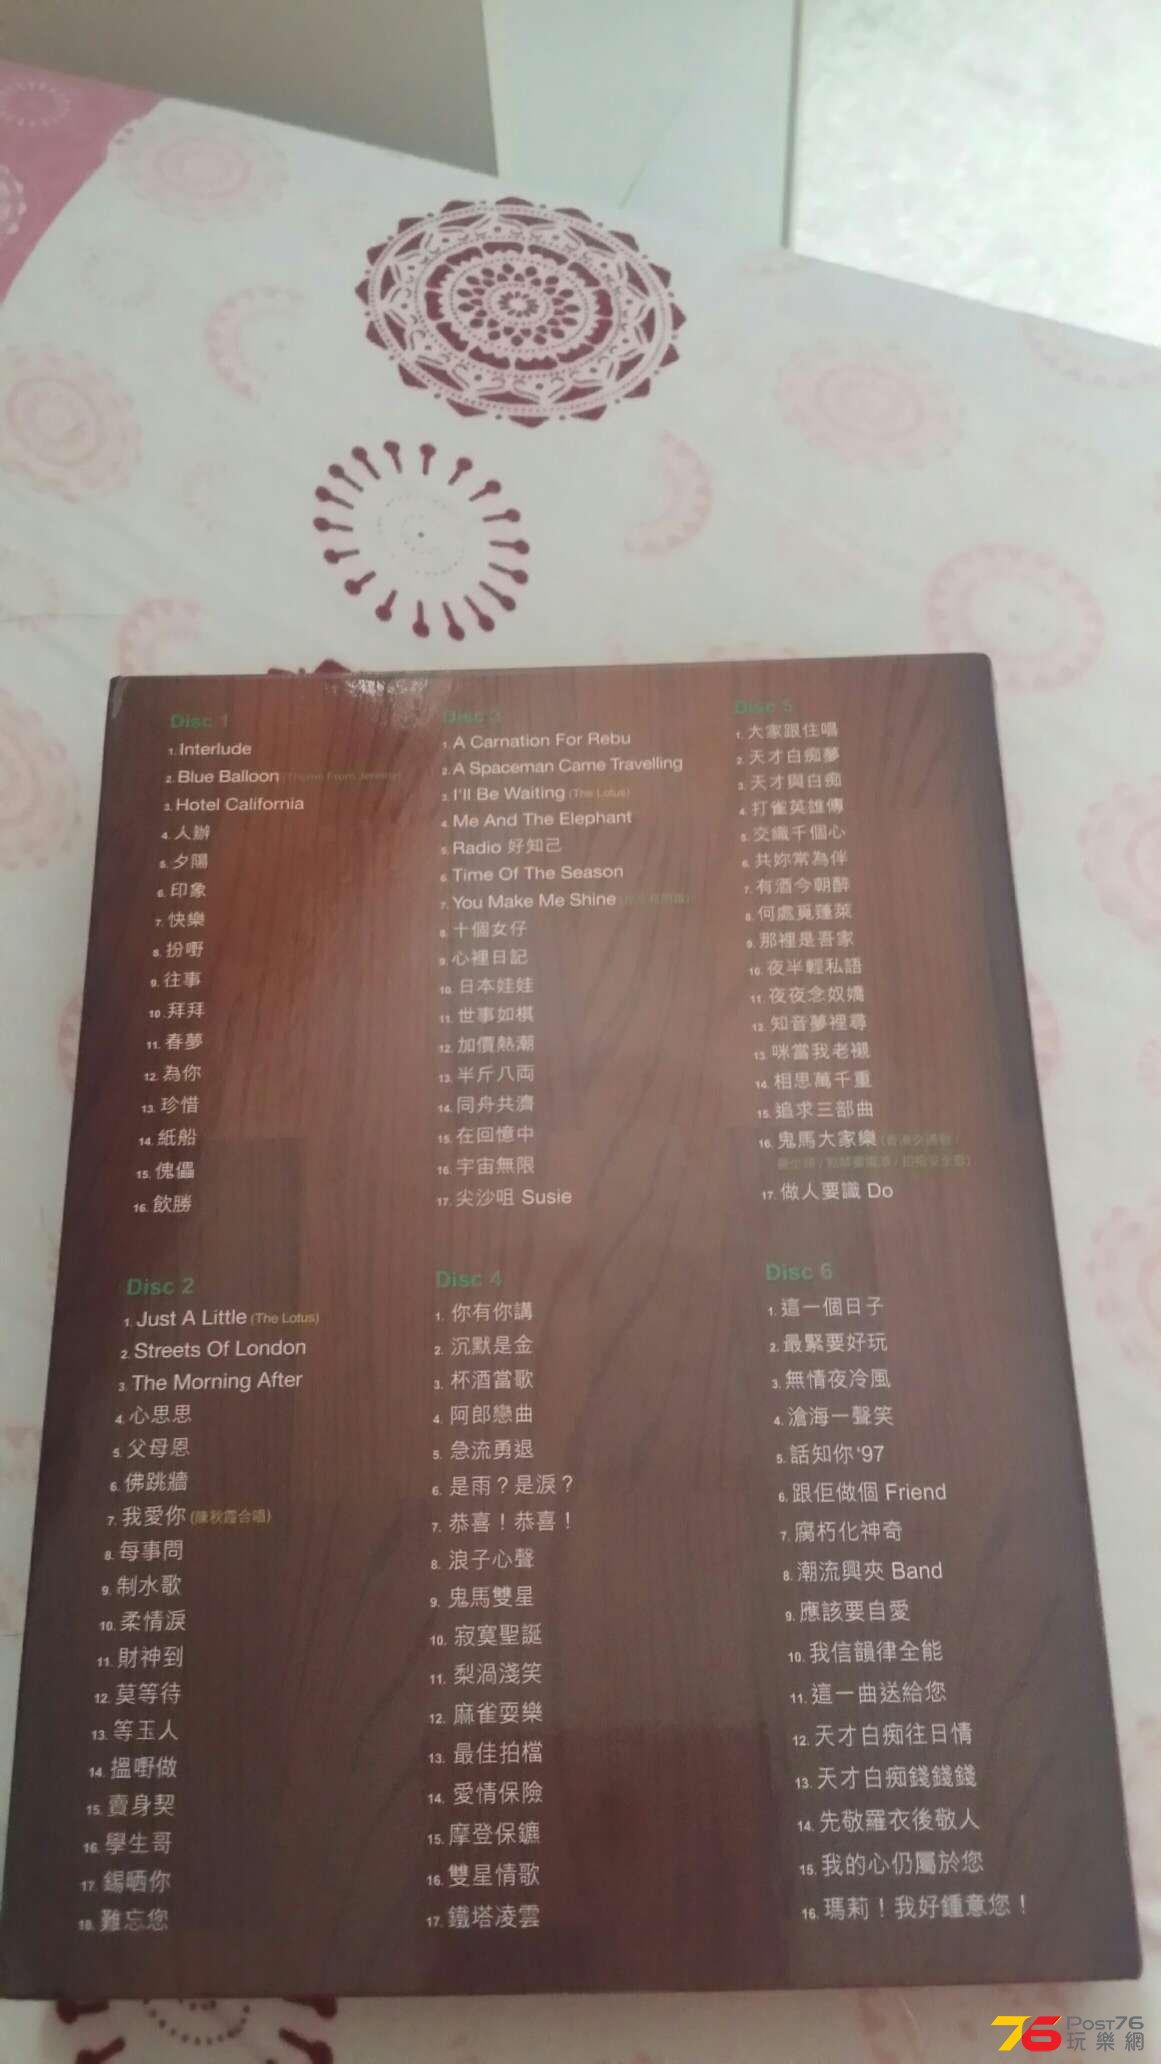 Disc 1
1. Interlude
2. Blue Balloon (Theme From Jeremy)
3. Hotel California
4. 人辦
5. 夕陽
6. 印象
7. 快樂
8. 扮嘢
9. 往事
10. 拜拜
11. 春夢
12. 為你
13. 珍惜
14. 紙船
15. 傀儡
16. 飲勝
Disc 2
1. Just A Little (The Lotus)
2. Streets Of London
3. The Morning After
4. 心思思
5. 父母恩
6. 佛跳牆
7. 我愛你 (陳秋霞合唱)
8. 每事問
9. 制水歌
10. 柔情淚
11. 財神到
12. 莫等待
13. 等玉人
14. 搵嘢做
15. 賣身契
16. 學生哥
17. 錫晒你
18. 難忘您
Disc 3
1. A Carnation For Rebu
2. A Spaceman Came Travelling
3. I'll Be Waiting (The Lotus)
4. Me And The Elephant
5. Radio 好知己
6. Time Of The Season
7. You Make Me Shine
8. 十個女仔
9. 心裡日記
10. 日本娃娃
11. 世事如棋
12. 加價熱潮
13. 半斤八両
14. 同舟共濟
15. 在回憶中
16. 宇宙無限
17. 尖沙咀 Susie
Disc 4
1. 你有你講
2. 沉默是金
3. 杯酒當歌
4. 阿郎戀曲
5. 急流勇退
6. 是雨？是淚？
7. 恭喜！恭喜！
8. 浪子心聲
9. 鬼馬雙星
10. 寂寞聖誕
11. 梨渦淺笑
12. 麻雀耍樂
13. 最佳拍檔
14. 愛情保險
15. 摩登保鑣
16. 雙星情歌
17. 鐵塔凌雲
Disc 5
1. 大家跟住唱
2. 天才白痴夢
3. 天才與白痴
4. 打雀英雄傳
5. 交織千個心
6. 共妳常為伴
7. 有酒今朝醉
8. 何處覓蓬萊
9. 那裡是吾家
10. 夜半輕私語
11. 夜夜念奴嬌
12. 知音夢裡尋
13. 咪當我老襯
14. 相思萬千重
15. 追求三部曲
16. 鬼馬大家樂
17. 做人要識 Do
Disc 6
1. 這一個日子
2. 最緊要好玩
3. 無情夜冷風
4. 滄海一聲笑
5. 話知你 '97
6. 跟佢做個 Friend
7. 腐朽化神奇
8. 潮流興夾 Band
9. 應該要自愛
10. 我信韻律全能
11. 這一曲送給您
12. 天才白痴往日情
13. 天才白痴錢錢錢
14. 先敬羅衣後敬人
15. 我的心仍屬於您
16. 瑪莉！我好鍾意您！
76 POST76
玩樂網